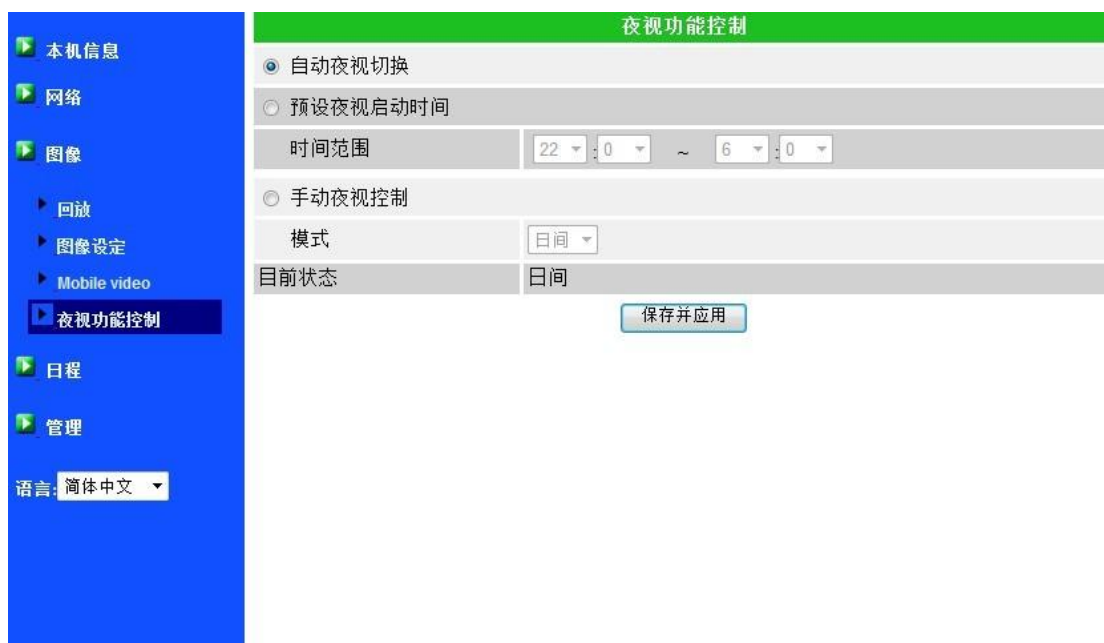 本机信息
网络
图像
回放
图像设定
Mobile video
夜视功能控制
日程
管理
语言:简体中文
夜视功能控制
自动夜视切换
预设夜视启动时间
时间范围 22 : 0 ~ 6 : 0
手动夜视控制
模式 日间
目前状态 日间
保存并应用